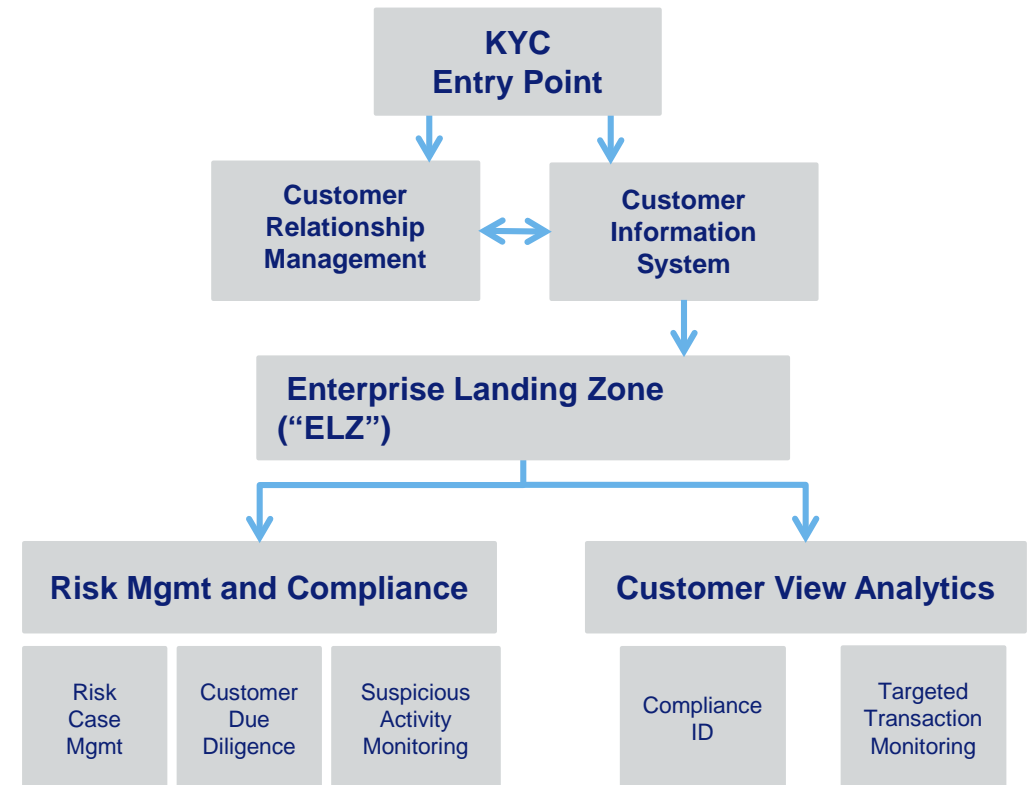 KYC
Entry Point
Customer
Relationship
Management
Customer
Information
System
Enterprise Landing Zone
(“ELZ”)
Risk Mgmt and Compliance
Customer View Analytics
Risk
Case
Mgmt
Customer
Due
Diligence
Suspicious
Activity
Monitoring
Compliance
ID
Targeted
Transaction
Monitoring